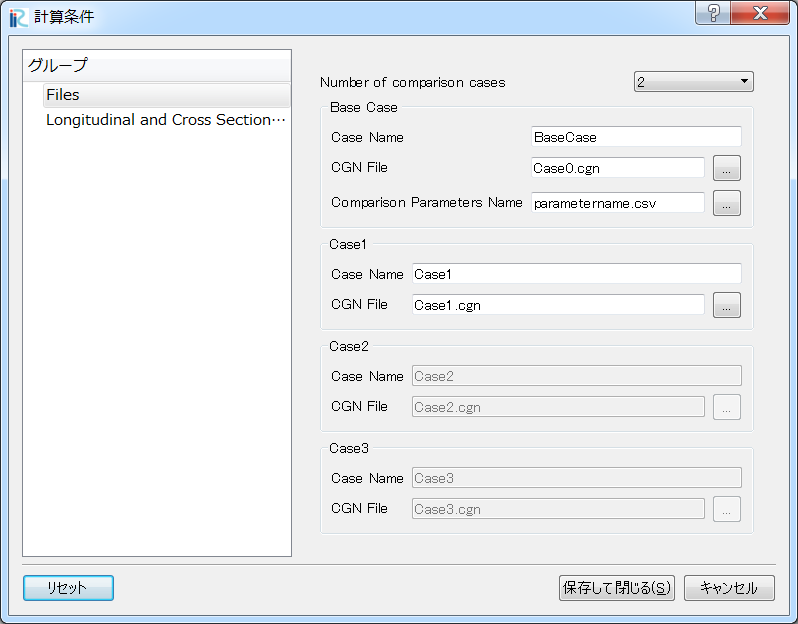 計算条件
グループ
Files
Longitudinal and Cross Section…
Number of comparison cases 2
Base Case
Case Name BaseCase
CGN File Case0.cgn ...
Comparison Parameters Name parametername.csv ...
Case1
Case Name Case1
CGN File Case1.cgn ...
Case2
Case Name Case2
CGN File Case2.cgn ...
Case3
Case Name Case3
CGN File Case3.cgn ...
リセット 保存して閉じる(S) キャンセル